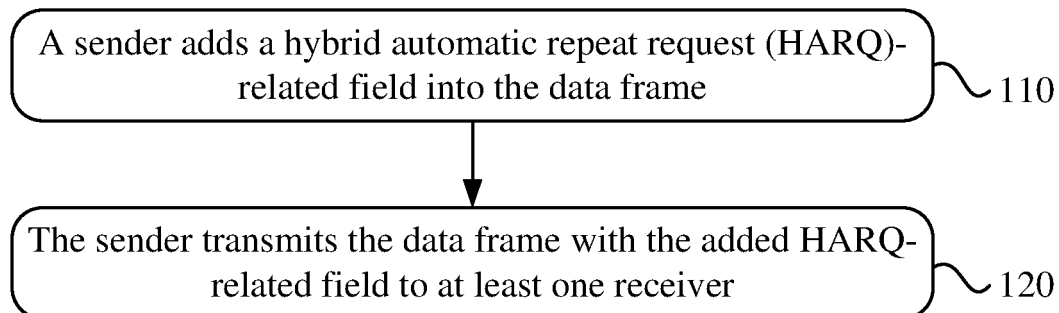 A sender adds a hybrid automatic repeat request (HARQ)-
related field into the data frame
110
The sender transmits the data frame with the added HARQ-
related field to at least one receiver
120